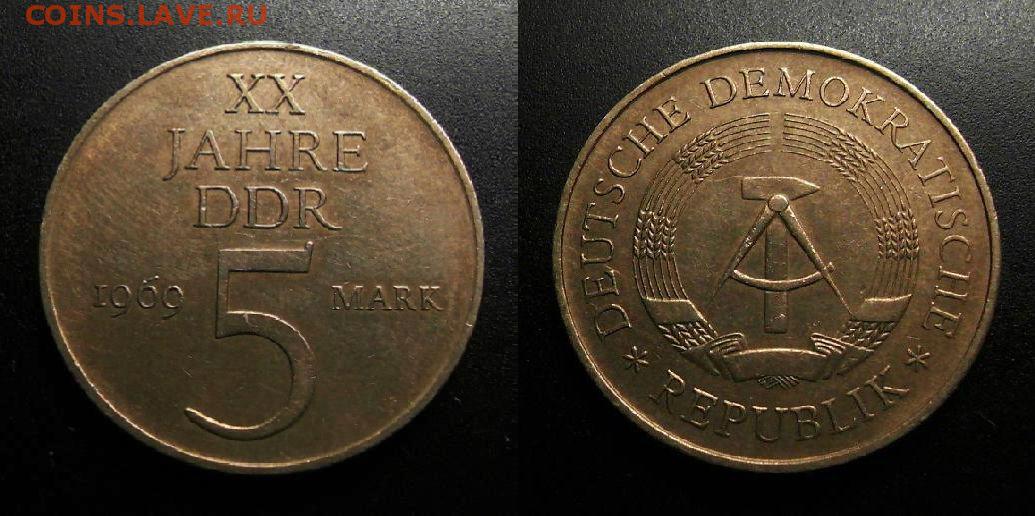 COINS.LAVE.RU
XX
JAHRE
DDR
5
1969
MARK
DEUTSCHE DEMOKRATISCHE
* REPUBLIK *